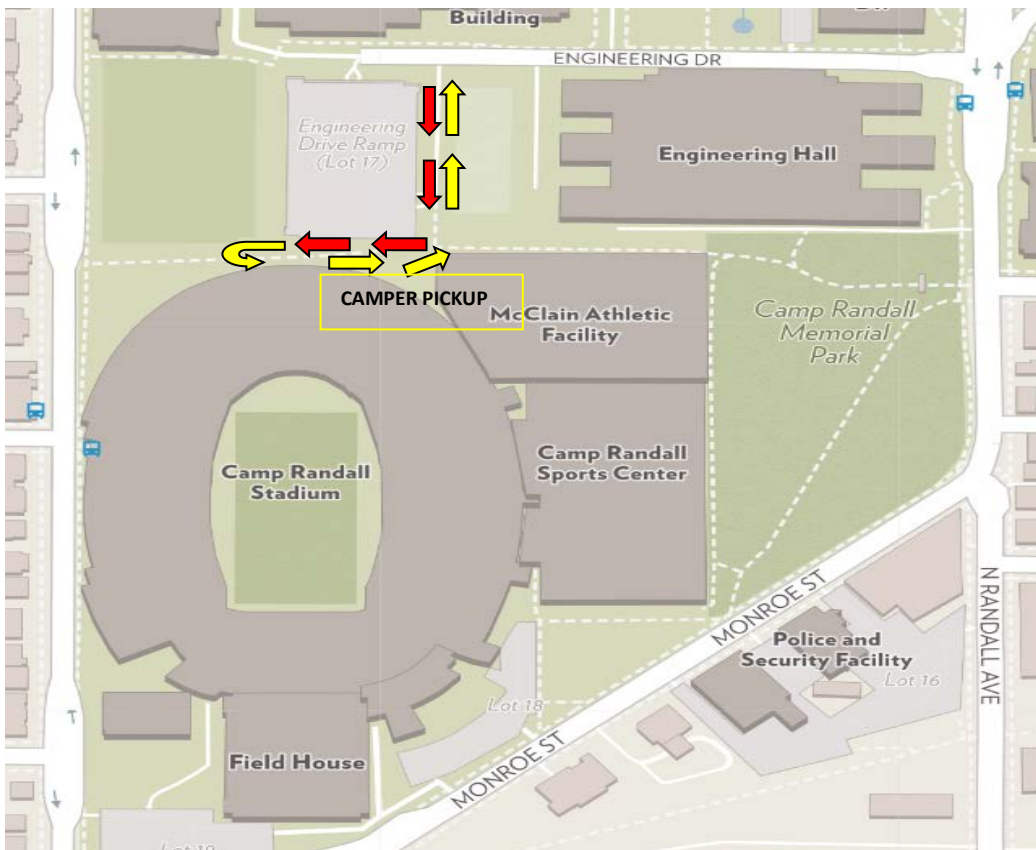 Building
ENGINEERING DR
Engineering
Drive Ramp
(Lot 17)
Engineering Hall
CAMPER PICKUP
McClain Athletic
Facility
Camp Randall
Memorial
Park
Camp Randall
Stadium
Camp Randall
Sports Center
MONROE ST
N RANDALL AVE
Police and
Security Facility
Lot 16
Lot 18
Field House
MONROE ST